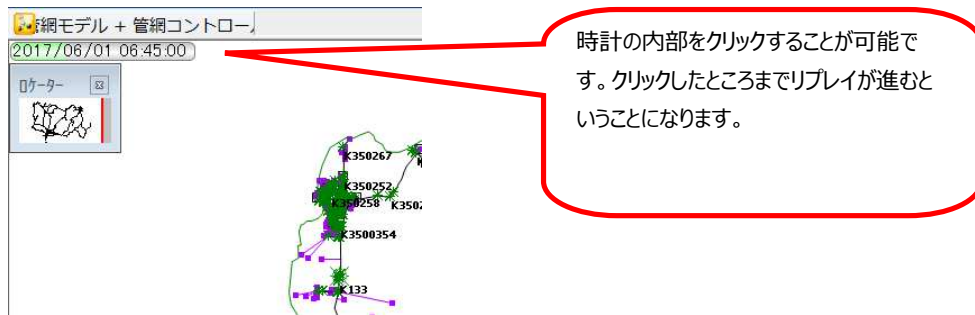 管網モデル + 管網コントロー
2017/06/01 06:45:00
ロケーター
時計の内部をクリックすることが可能で
す。クリックしたところまでリプレイが進むと
いうことになります。
K350267
K350252
K350258
K3502
K3500354
K133